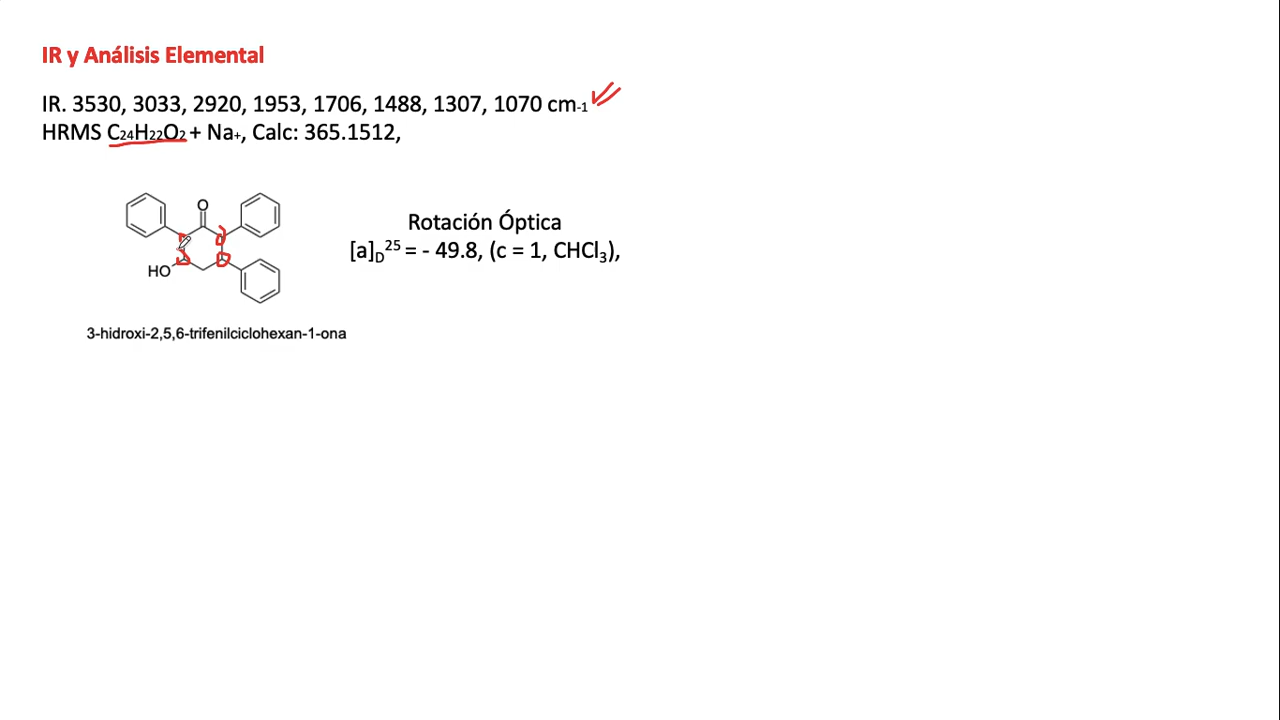 IR y Análisis Elemental
IR. 3530, 3033, 2920, 1953, 1706, 1488, 1307, 1070 cm-1
HRMS C24H22O2 + Na+, Calc: 365.1512,
O
HO
3-hidroxi-2,5,6-trifenilciclohexan-1-ona
Rotación Óptica
[a]D25 = - 49.8, (c = 1, CHCl3),